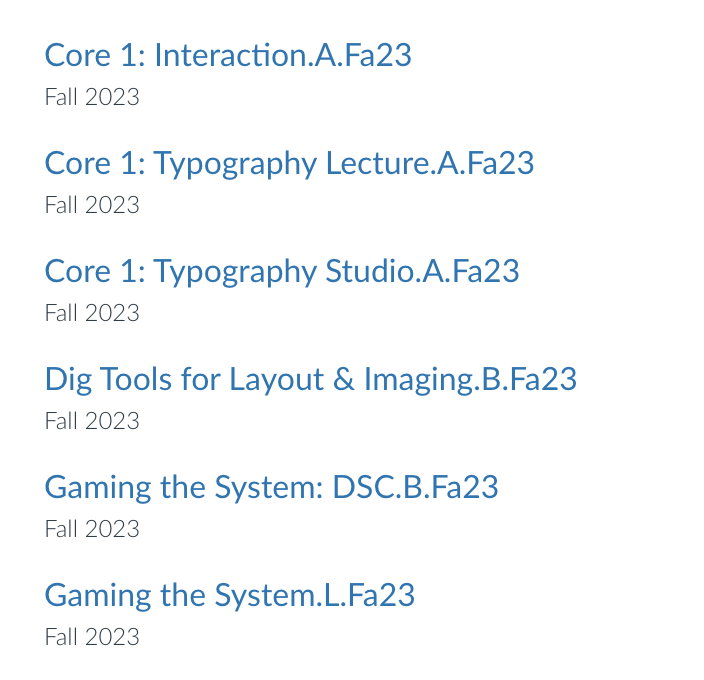 Core 1: Interaction.A.Fa23
Fall 2023
Core 1: Typography Lecture.A.Fa23
Fall 2023
Core 1: Typography Studio.A.Fa23
Fall 2023
Dig Tools for Layout & Imaging.B.Fa23
Fall 2023
Gaming the System: DSC.B.Fa23
Fall 2023
Gaming the System.L.Fa23
Fall 2023